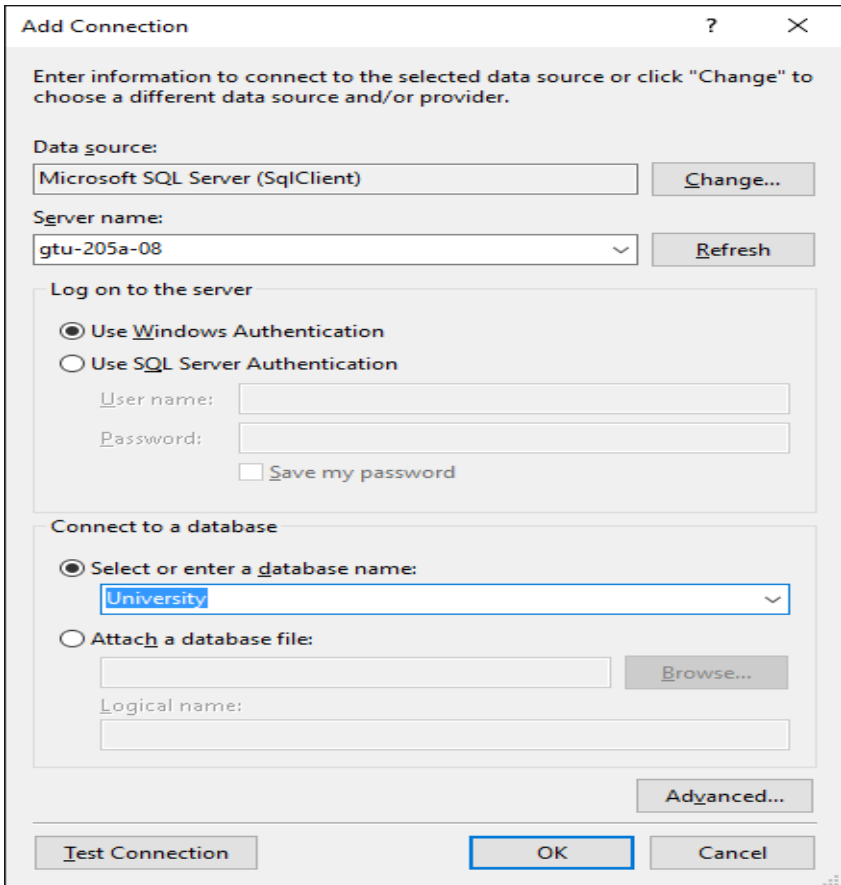 Add Connection ?
Enter information to connect to the selected data source or click "Change" to
choose a different data source and/or provider.
Data source:
Microsoft SQL Server (SqlClient) Change...
Server name:
gtu-205a-08 Refresh
Log on to the server
Use Windows Authentication
Use SQL Server Authentication
User name:
Password:
Save my password
Connect to a database
Select or enter a database name:
University
Attach a database file:
Browse...
Logical name:
Advanced...
Test Connection OK Cancel